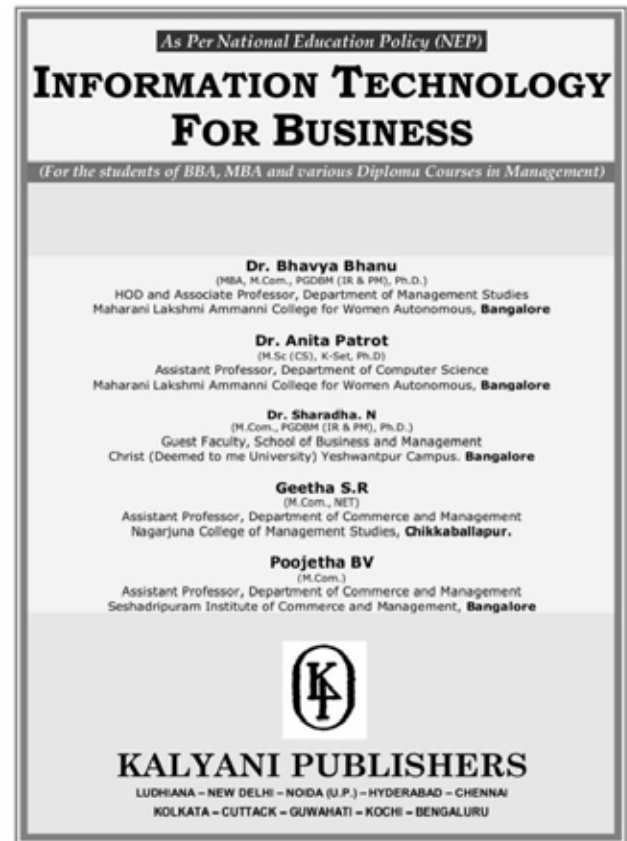 As Per National Education Policy (NEP)
INFORMATION TECHNOLOGY
FOR BUSINESS
(For the students of BBA, MBA and various Diploma Courses in Management)
Dr. Bhavya Bhanu
(MBA, M.Com., PGDBM (IR & PM), Ph.D.)
HOD and Associate Professor, Department of Management Studies
Maharani Lakshmi Ammanni College for Women Autonomous, Bangalore
Dr. Anita Patrot
(M.Sc (CS), K-Set, Ph.D)
Assistant Professor, Department of Computer Science
Maharani Lakshmi Ammanni College for Women Autonomous, Bangalore
Dr. Sharadha. N
(M.Com., PGDBM (IR & PM), Ph.D.)
Guest Faculty, School of Business and Management
Christ (Deemed to me University) Yeshwantpur Campus. Bangalore
Geetha S.R
(M.Com., NET)
Assistant Professor, Department of Commerce and Management
Nagarjuna College of Management Studies, Chikkaballapur.
Poojetha BV
(M.Com.)
Assistant Professor, Department of Commerce and Management
Seshadripuram Institute of Commerce and Management, Bangalore
KP
KALYANI PUBLISHERS
LUDHIANA – NEW DELHI – NOIDA (U.P.) – HYDERABAD – CHENNAI
KOLKATA – CUTTACK – GUWAHATI – KOCHI – BENGALURU